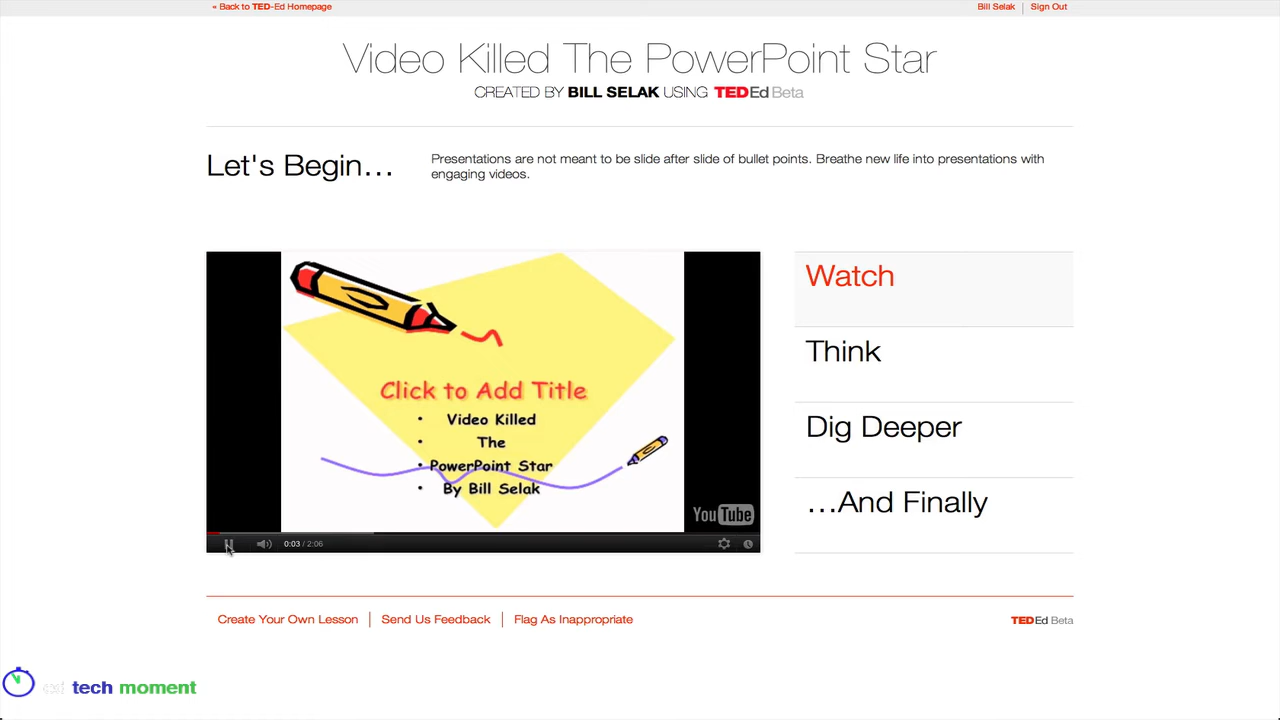 « Back to TED-Ed Homepage
Bill Selak
Sign Out
Video Killed The PowerPoint Star
CREATED BY BILL SELAK USING TEDEd Beta
Let's Begin...
Presentations are not meant to be slide after slide of bullet points. Breathe new life into presentations with
engaging videos.
Click to Add Title
• Video Killed
• The
• PowerPoint Star
• By Bill Selak
YouTube
0:03 / 2:06
Watch
Think
Dig Deeper
...And Finally
Create Your Own Lesson
Send Us Feedback
Flag As Inappropriate
TEDEd Beta
tech moment